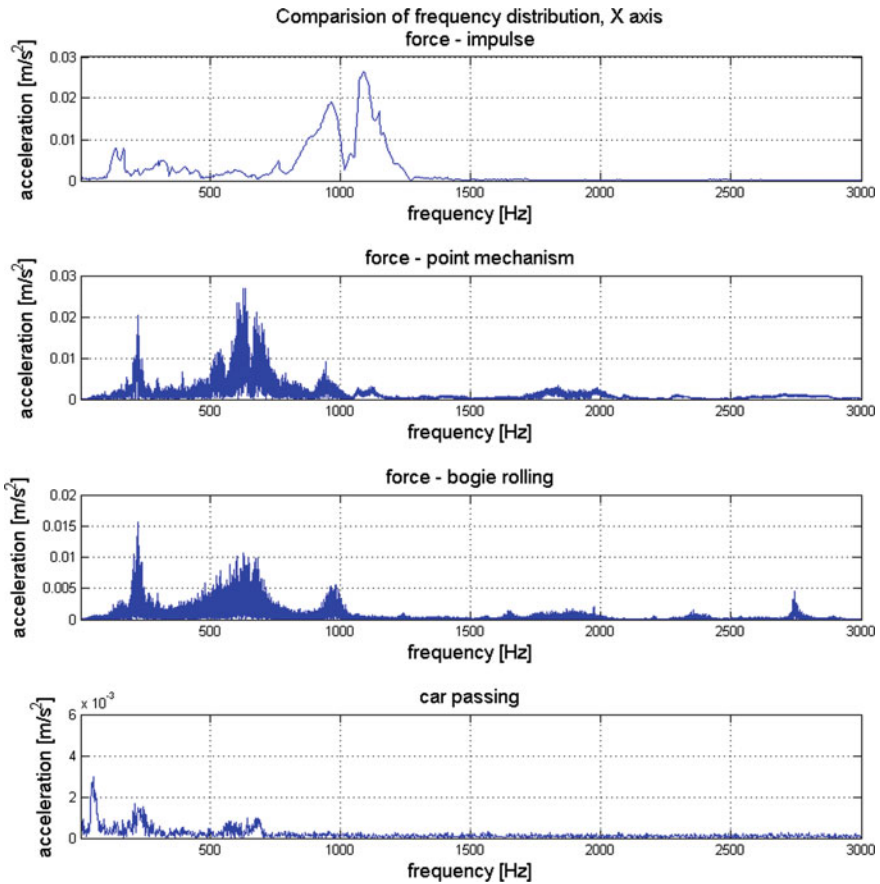 Comparision of frequency distribution, X axis
force - impulse
acceleration [m/s²]
0.03
0.02
0.01
0
500
1000
1500
2000
2500
3000
frequency [Hz]
force - point mechanism
acceleration [m/s²]
0.03
0.02
0.01
0
500
1000
1500
2000
2500
3000
frequency [Hz]
force - bogie rolling
acceleration [m/s²]
0.02
0.015
0.01
0.005
0
500
1000
1500
2000
2500
3000
frequency [Hz]
car passing
acceleration [m/s²]
x 10⁻³
6
4
2
0
500
1000
1500
2000
2500
3000
frequency [Hz]